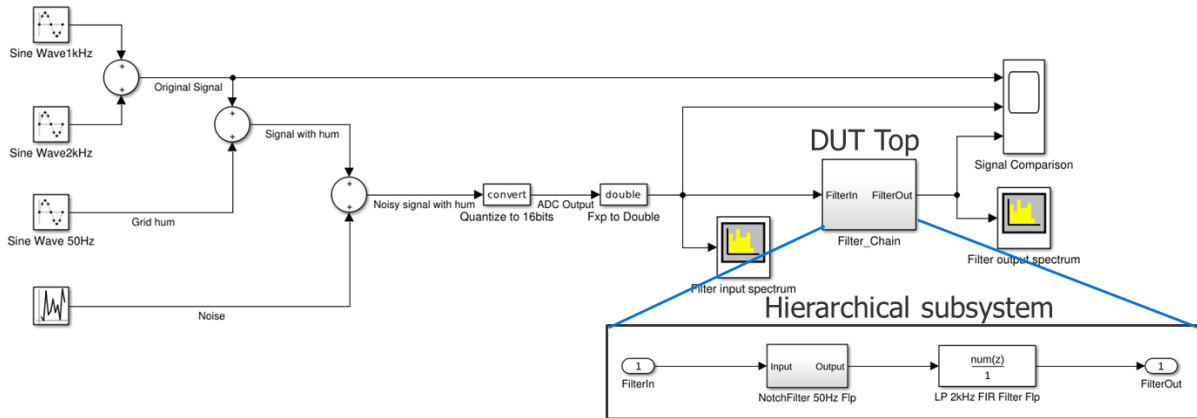 Sine Wave1kHz
+
+
Original Signal
Sine Wave2kHz
+
+
Signal with hum
Sine Wave 50Hz
Grid hum
+
+
Noisy signal with hum
convert
Quantize to 16bits
ADC Output
double
Fxp to Double
Noise
DUT Top
FilterIn
FilterOut
Filter_Chain
Signal Comparison
Filter input spectrum
Filter output spectrum
Hierarchical subsystem
1
FilterIn
Input
Output
NotchFilter 50Hz Flp
num(z)
1
LP 2kHz FIR Filter Flp
1
FilterOut